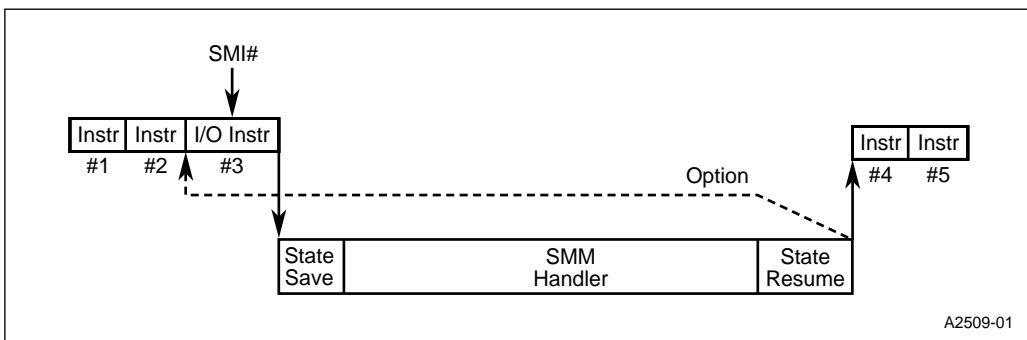 SMI#
Instr Instr I/O Instr
#1 #2 #3
Instr Instr
#4 #5
Option
State Save
SMM Handler
State Resume
A2509-01